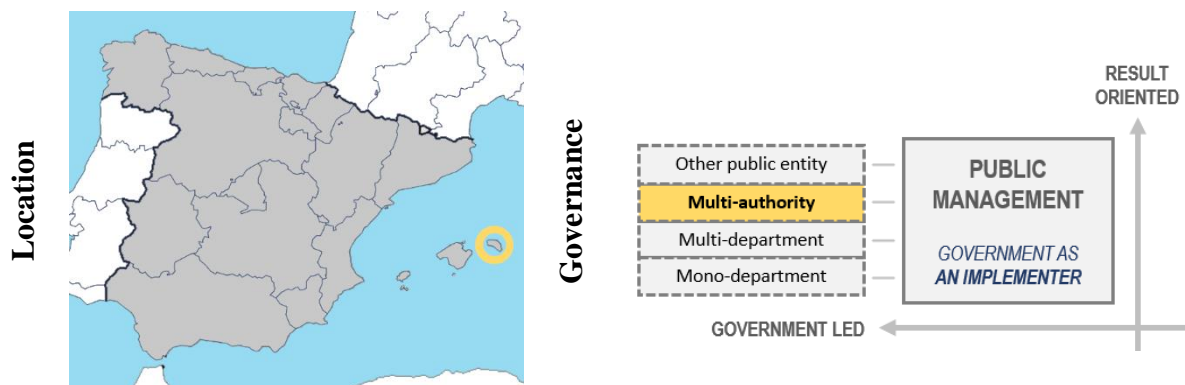 Location
Governance
RESULT
ORIENTED
Other public entity
Multi-authority
Multi-department
Mono-department
PUBLIC
MANAGEMENT
GOVERNMENT AS
AN IMPLEMENTER
GOVERNMENT LED